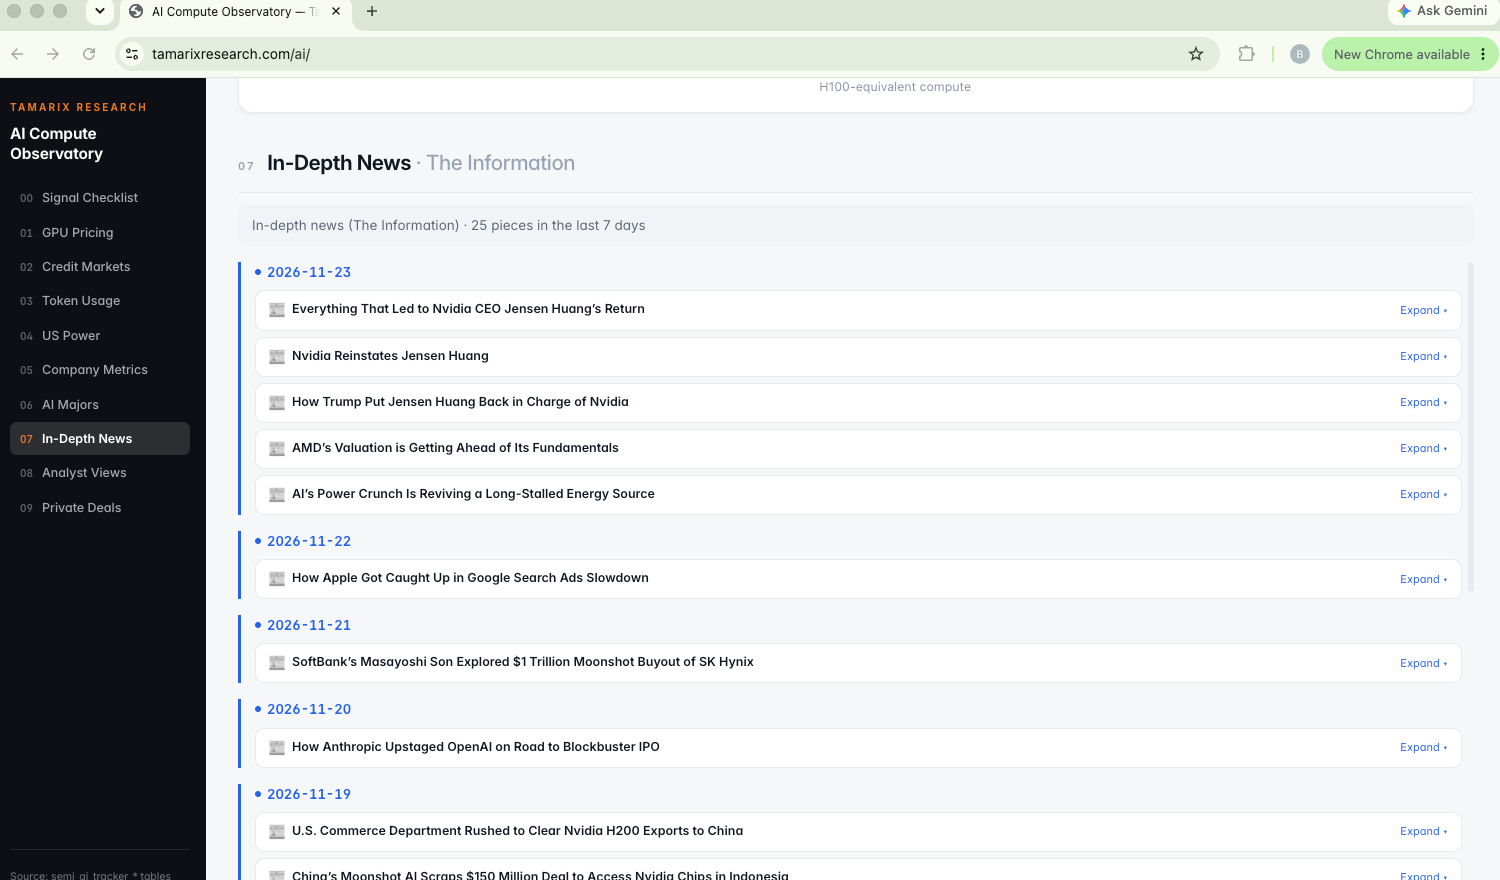 AI Compute Observatory — Ta
Ask Gemini
tamarixresearch.com/ai/
B
New Chrome available
TAMARIX RESEARCH
AI Compute
Observatory
00 Signal Checklist
01 GPU Pricing
02 Credit Markets
03 Token Usage
04 US Power
05 Company Metrics
06 AI Majors
07 In-Depth News
08 Analyst Views
09 Private Deals
Source: semi_ai_tracker_* tables
H100-equivalent compute
07 In-Depth News · The Information
In-depth news (The Information) · 25 pieces in the last 7 days
2026-11-23
Everything That Led to Nvidia CEO Jensen Huang’s Return Expand
Nvidia Reinstates Jensen Huang Expand
How Trump Put Jensen Huang Back in Charge of Nvidia Expand
AMD’s Valuation is Getting Ahead of Its Fundamentals Expand
AI’s Power Crunch Is Reviving a Long-Stalled Energy Source Expand
2026-11-22
How Apple Got Caught Up in Google Search Ads Slowdown Expand
2026-11-21
SoftBank’s Masayoshi Son Explored $1 Trillion Moonshot Buyout of SK Hynix Expand
2026-11-20
How Anthropic Upstaged OpenAI on Road to Blockbuster IPO Expand
2026-11-19
U.S. Commerce Department Rushed to Clear Nvidia H200 Exports to China Expand
China’s Moonshot AI Scraps $150 Million Deal to Access Nvidia Chips in Indonesia Expand